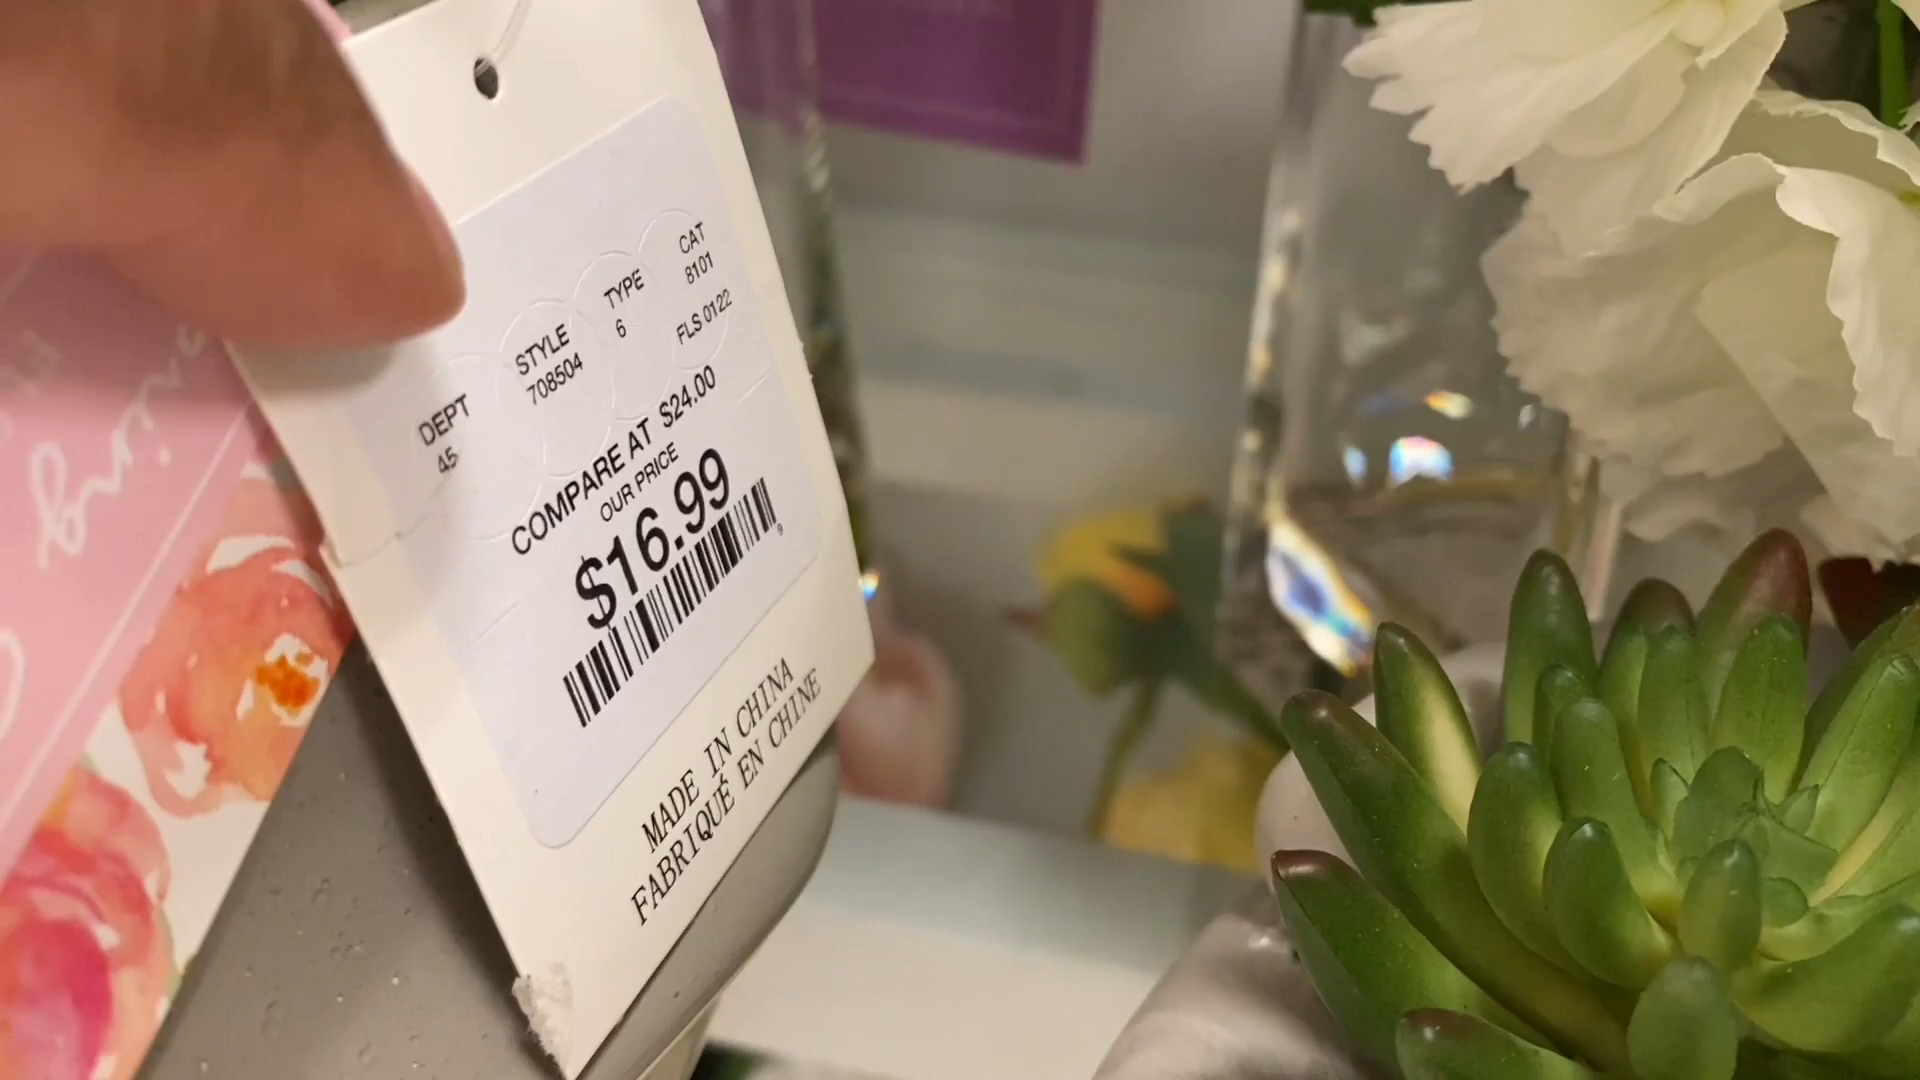 DEPT STYLE TYPE CAT
45 708504 6 8101
FLS 0122
COMPARE AT $24.00
OUR PRICE
$16.99
9
MADE IN CHINA
FABRIQUÉ EN CHINE